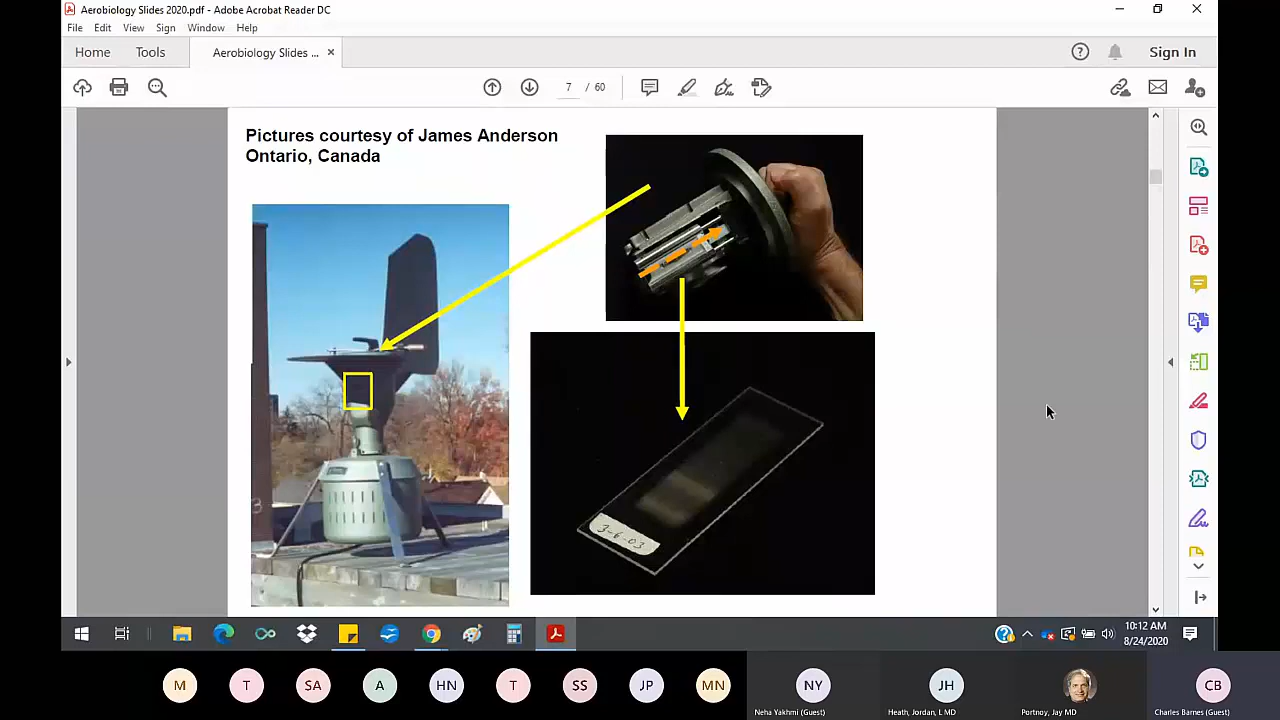 Aerobiology Slides 2020.pdf - Adobe Acrobat Reader DC
File Edit View Sign Window Help
Home Tools Aerobiology Slides ... × Sign In
7 / 60
Pictures courtesy of James Anderson
Ontario, Canada
3-6-03
10:12 AM
8/24/2020
M T SA A HN T SS JP MN NY JH CB
Neha Yakhmi (Guest) Heath, Jordan, L MD Portnoy, Jay MD Charles Barnes (Guest)